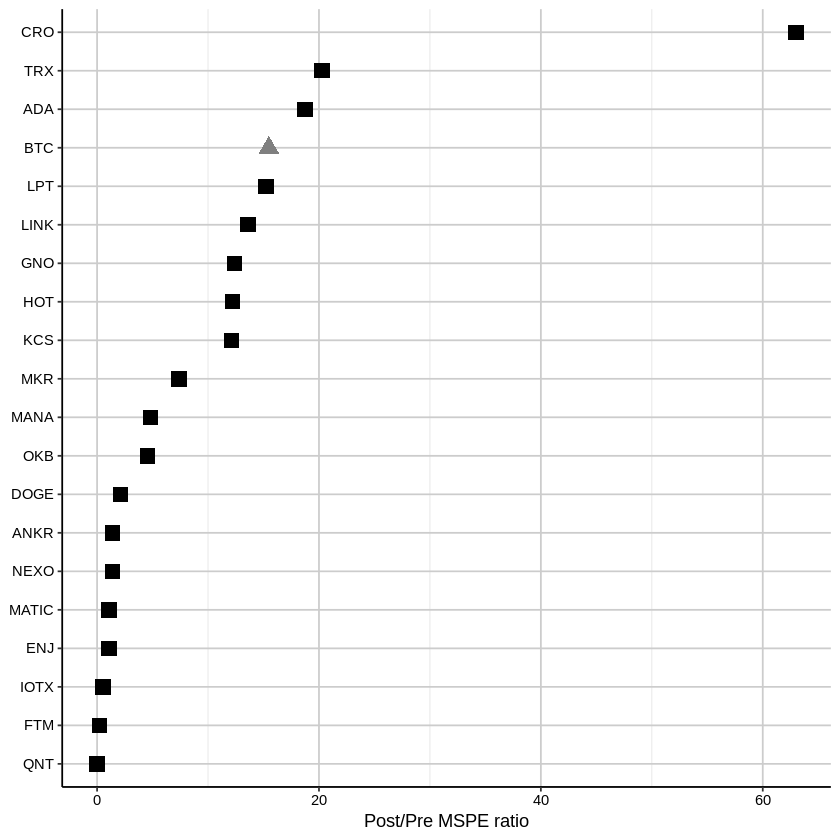 CRO
TRX
ADA
BTC
LPT
LINK
GNO
HOT
KCS
MKR
MANA
OKB
DOGE
ANKR
NEXO
MATIC
ENJ
IOTX
FTM
QNT
0 20 40 60
Post/Pre MSPE ratio